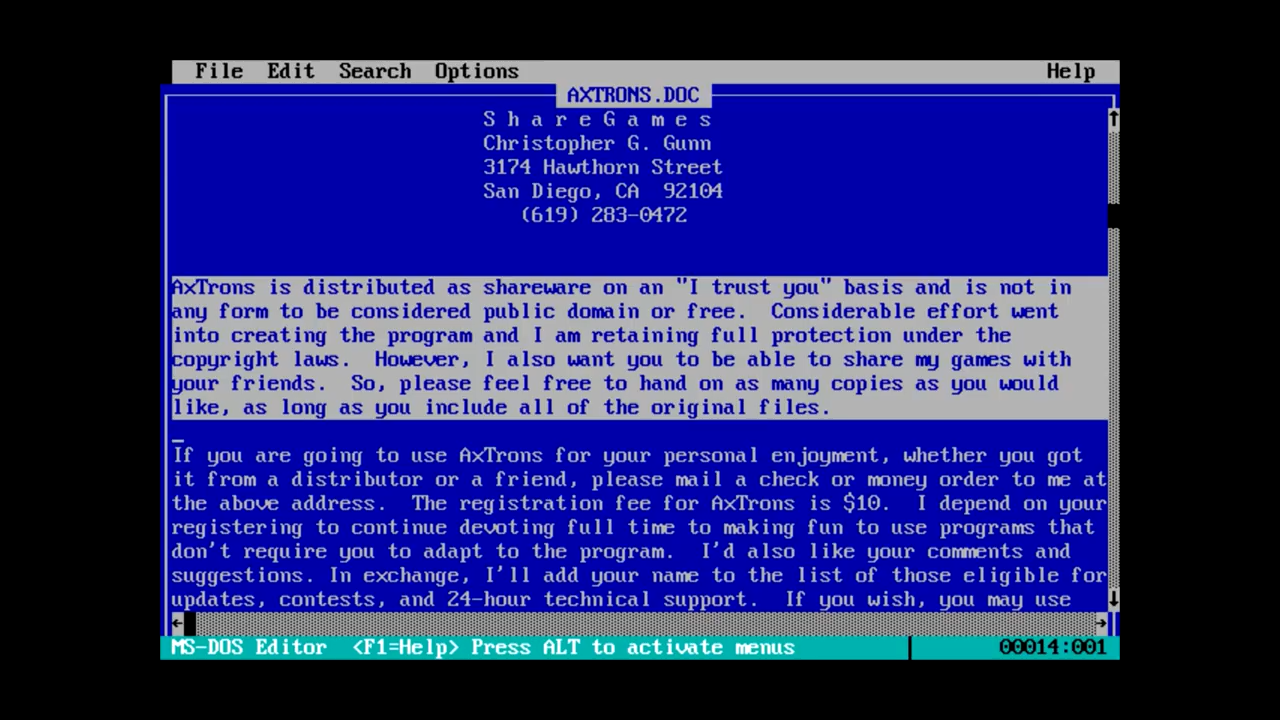 File Edit Search Options Help
AXTRONS.DOC
S h a r e G a m e s
Christopher G. Gunn
3174 Hawthorn Street
San Diego, CA  92104
(619) 283-0472
AxTrons is distributed as shareware on an "I trust you" basis and is not in
any form to be considered public domain or free.  Considerable effort went
into creating the program and I am retaining full protection under the
copyright laws.  However, I also want you to be able to share my games with
your friends.  So, please feel free to hand on as many copies as you would
like, as long as you include all of the original files.
If you are going to use AxTrons for your personal enjoyment, whether you got
it from a distributor or a friend, please mail a check or money order to me at
the above address.  The registration fee for AxTrons is $10.  I depend on your
registering to continue devoting full time to making fun to use programs that
don't require you to adapt to the program.  I'd also like your comments and
suggestions. In exchange, I'll add your name to the list of those eligible for
updates, contests, and 24-hour technical support.  If you wish, you may use
MS-DOS Editor  <F1=Help> Press ALT to activate menus 00014:001